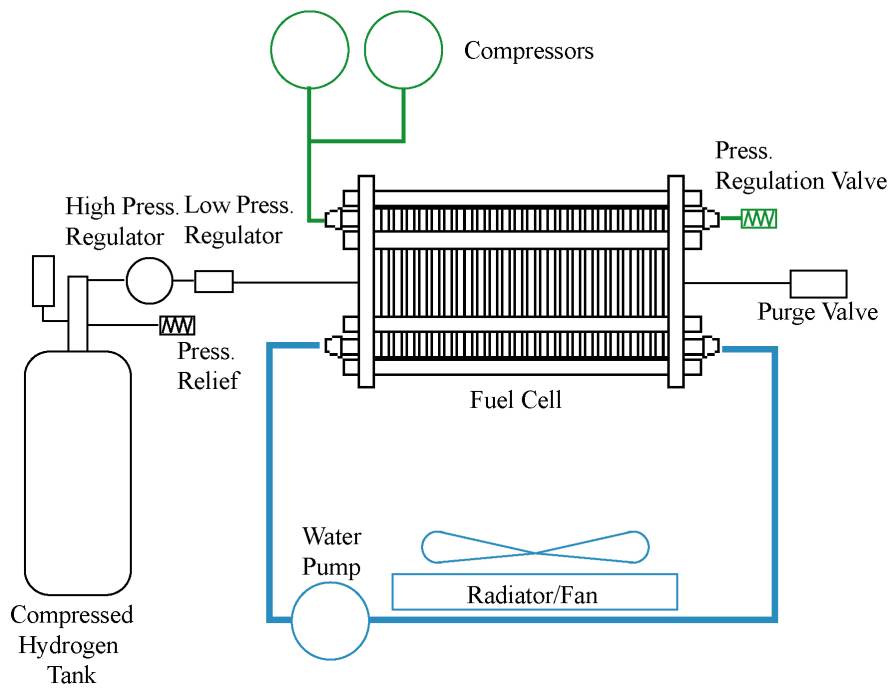 Compressors
Press.
Regulation Valve
High Press.
Regulator
Low Press.
Regulator
Purge Valve
Press.
Relief
Fuel Cell
Water
Pump
Radiator/Fan
Compressed
Hydrogen
Tank